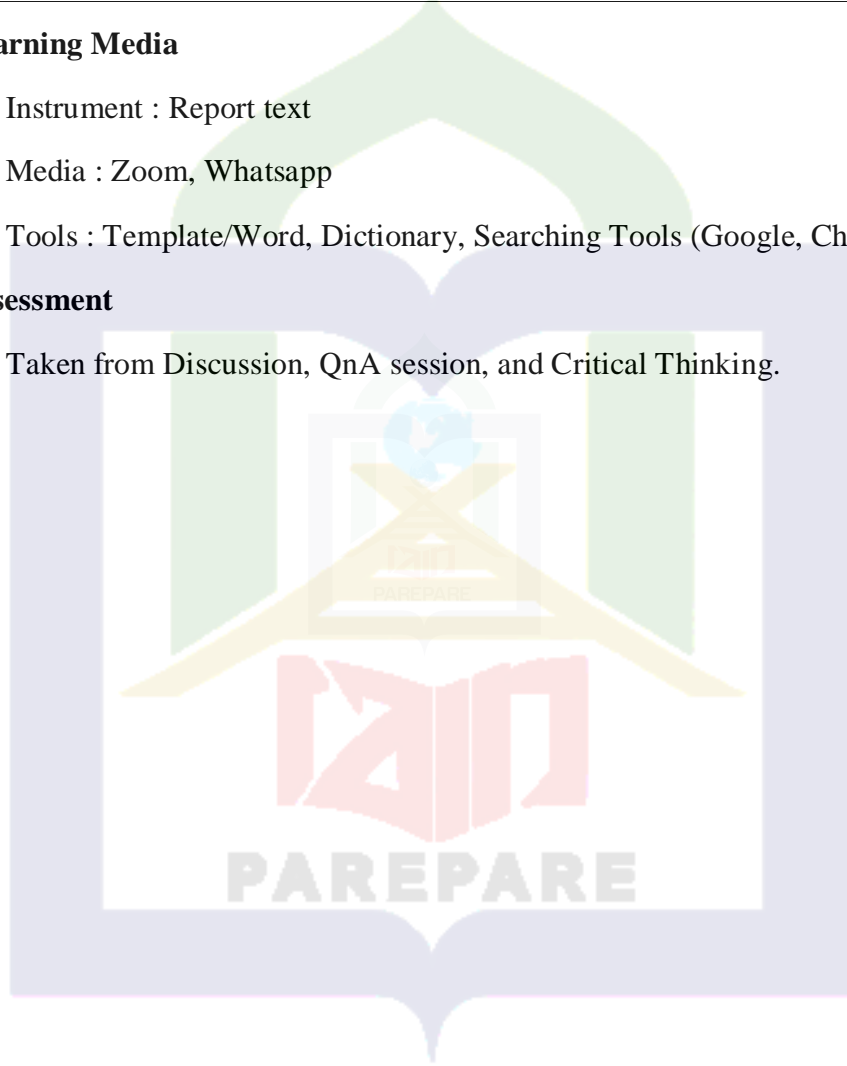 arning Media
Instrument : Report text
Media : Zoom, Whatsapp
Tools : Template/Word, Dictionary, Searching Tools (Google, Ch
sessment
Taken from Discussion, QnA session, and Critical Thinking.
PAREPARE
PAREPARE